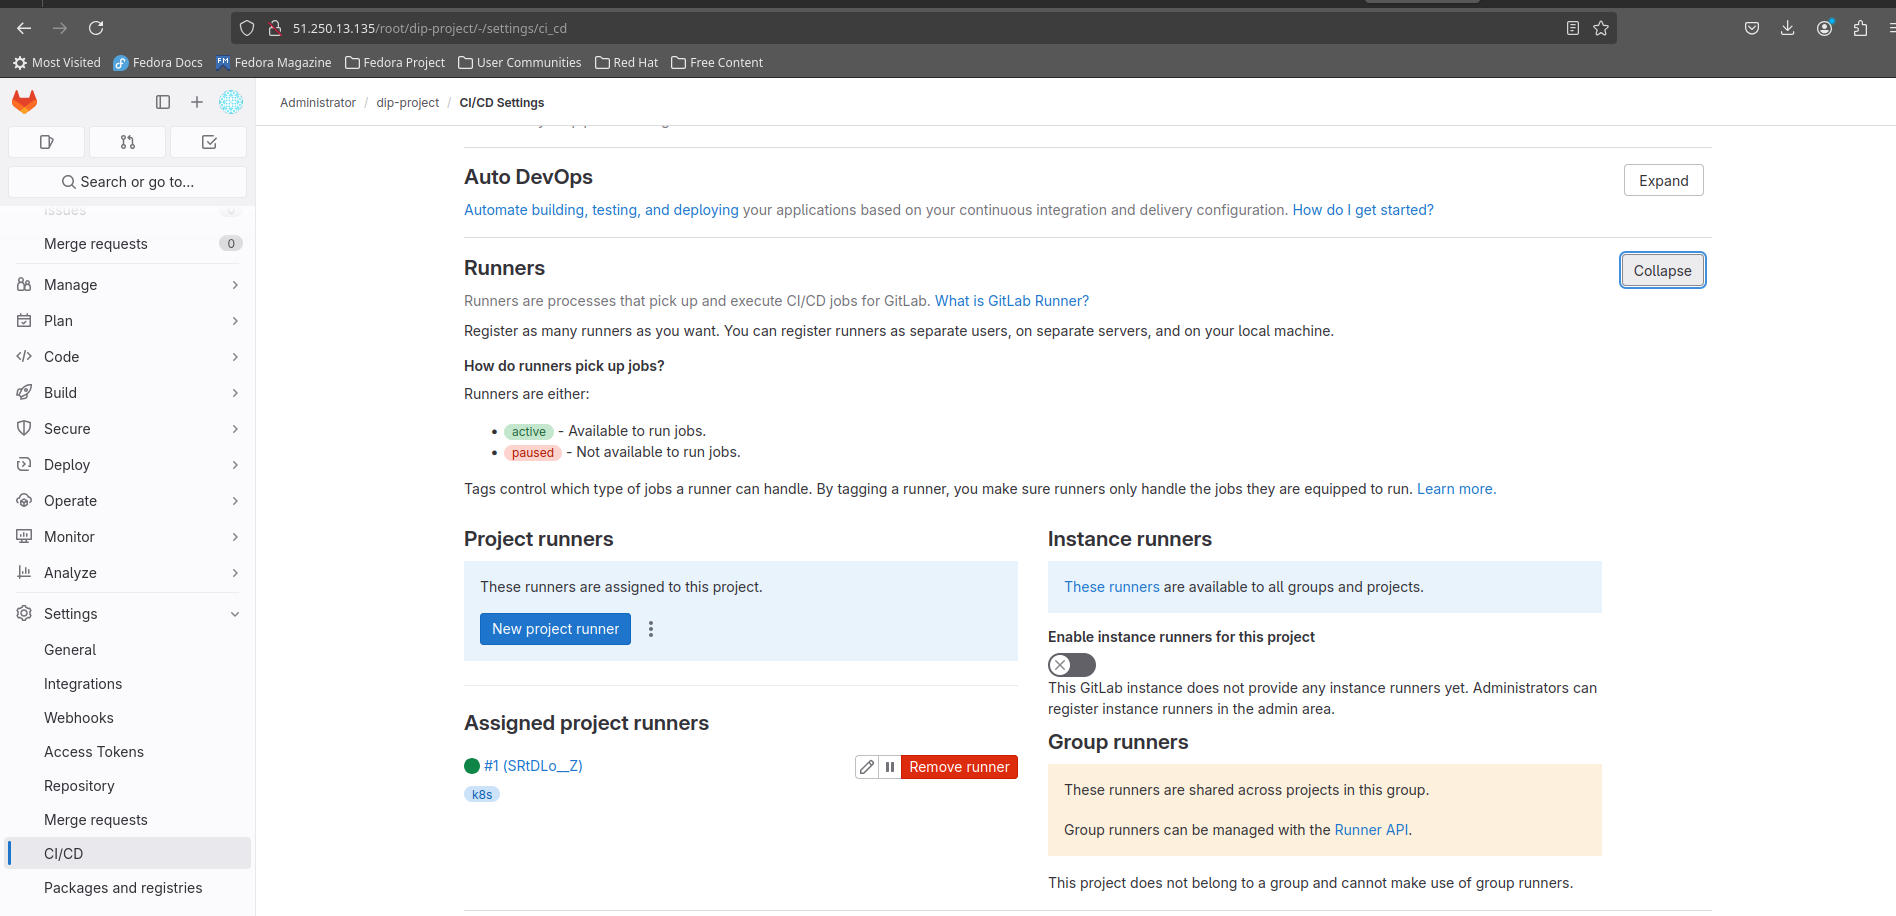 51.250.13.135/root/dip-project/-/settings/ci_cd
Most Visited
Fedora Docs
Fedora Magazine
Fedora Project
User Communities
Red Hat
Free Content
Administrator / dip-project / CI/CD Settings
Search or go to...
Issues 0
Merge requests 0
Manage
Plan
Code
Build
Secure
Deploy
Operate
Monitor
Analyze
Settings
General
Integrations
Webhooks
Access Tokens
Repository
Merge requests
CI/CD
Packages and registries
Auto DevOps
Expand
Automate building, testing, and deploying your applications based on your continuous integration and delivery configuration. How do I get started?
Runners
Collapse
Runners are processes that pick up and execute CI/CD jobs for GitLab. What is GitLab Runner?
Register as many runners as you want. You can register runners as separate users, on separate servers, and on your local machine.
How do runners pick up jobs?
Runners are either:
• active - Available to run jobs.
• paused - Not available to run jobs.
Tags control which type of jobs a runner can handle. By tagging a runner, you make sure runners only handle the jobs they are equipped to run. Learn more.
Project runners
These runners are assigned to this project.
New project runner
Assigned project runners
#1 (SRtDLo__Z)
Remove runner
k8s
Instance runners
These runners are available to all groups and projects.
Enable instance runners for this project
This GitLab instance does not provide any instance runners yet. Administrators can
register instance runners in the admin area.
Group runners
These runners are shared across projects in this group.
Group runners can be managed with the Runner API.
This project does not belong to a group and cannot make use of group runners.